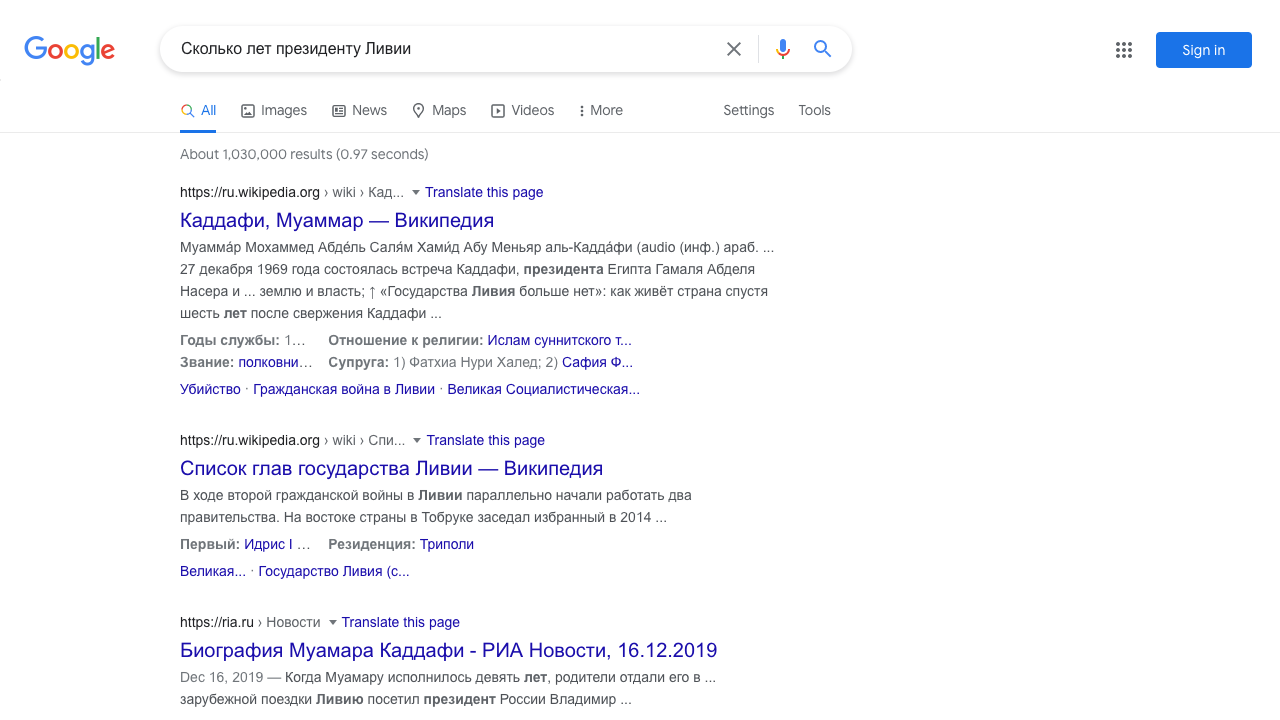 Google
Сколько лет президенту Ливии
Sign in
All Images News Maps Videos More Settings Tools
About 1,030,000 results (0.97 seconds)
https://ru.wikipedia.org › wiki › Кад... Translate this page
Каддафи, Муаммар — Википедия
Муамма́р Мохаммед Абде́ль Саля́м Хами́д Абу Меньяр аль-Кадда́фи (audio (инф.) араб. ...
27 декабря 1969 года состоялась встреча Каддафи, президента Египта Гамаля Абделя
Насера и ... землю и власть; ↑ «Государства Ливия больше нет»: как живёт страна спустя
шесть лет после свержения Каддафи ...
Годы службы: 1… Отношение к религии: Ислам суннитского т...
Звание: полковни… Супруга: 1) Фатхиа Нури Халед; 2) Сафия Ф...
Убийство · Гражданская война в Ливии · Великая Социалистическая...
https://ru.wikipedia.org › wiki › Спи... Translate this page
Список глав государства Ливии — Википедия
В ходе второй гражданской войны в Ливии параллельно начали работать два
правительства. На востоке страны в Тобруке заседал избранный в 2014 ...
Первый: Идрис I … Резиденция: Триполи
Великая... · Государство Ливия (с...
https://ria.ru › Новости Translate this page
Биография Муамара Каддафи - РИА Новости, 16.12.2019
Dec 16, 2019 — Когда Муамару исполнилось девять лет, родители отдали его в ...
зарубежной поездки Ливию посетил президент России Владимир ...